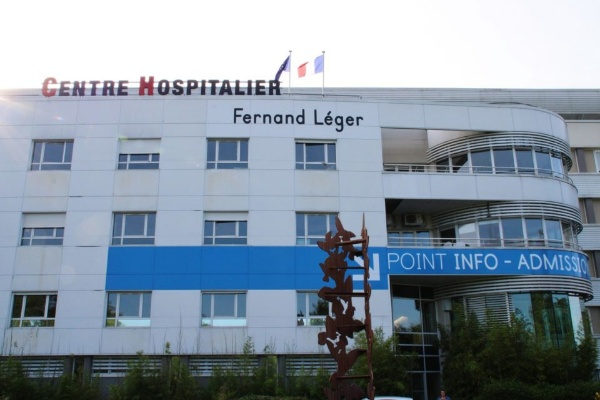 CENTRE HOSPITALIER
Fernand Léger
POINT INFO - ADMISSIO